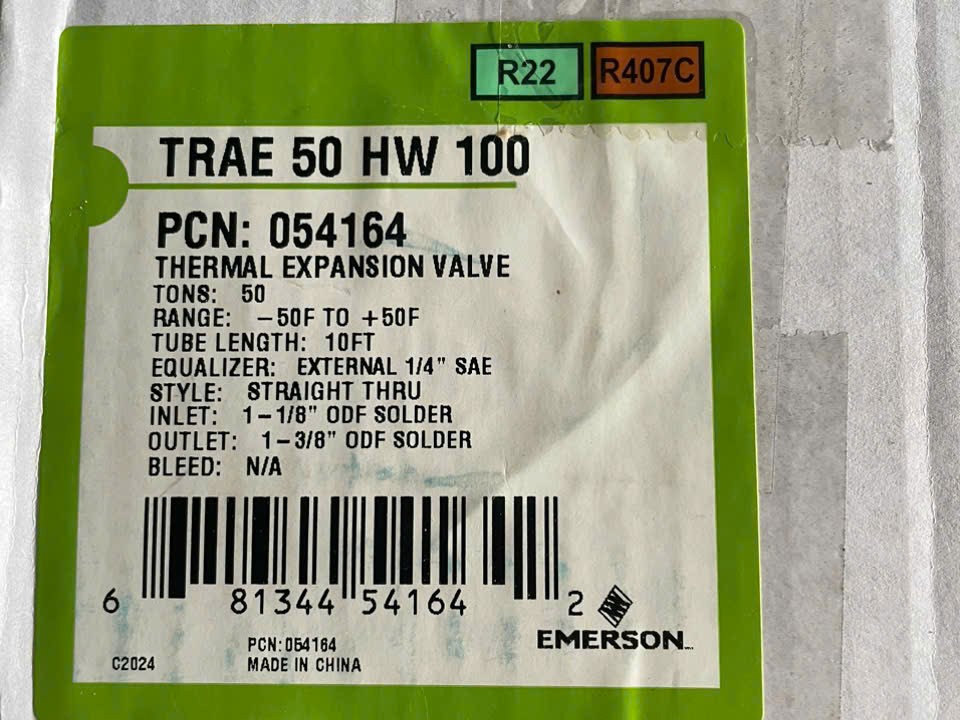 R22 R407C
TRAE 50 HW 100
PCN: 054164
THERMAL EXPANSION VALVE
TONS: 50
RANGE: -50F TO +50F
TUBE LENGTH: 10FT
EQUALIZER: EXTERNAL 1/4" SAE
STYLE: STRAIGHT THRU
INLET: 1-1/8" ODF SOLDER
OUTLET: 1-3/8" ODF SOLDER
BLEED: N/A
6 81344 54164 2
EMERSON
PCN:054164
C2024 MADE IN CHINA